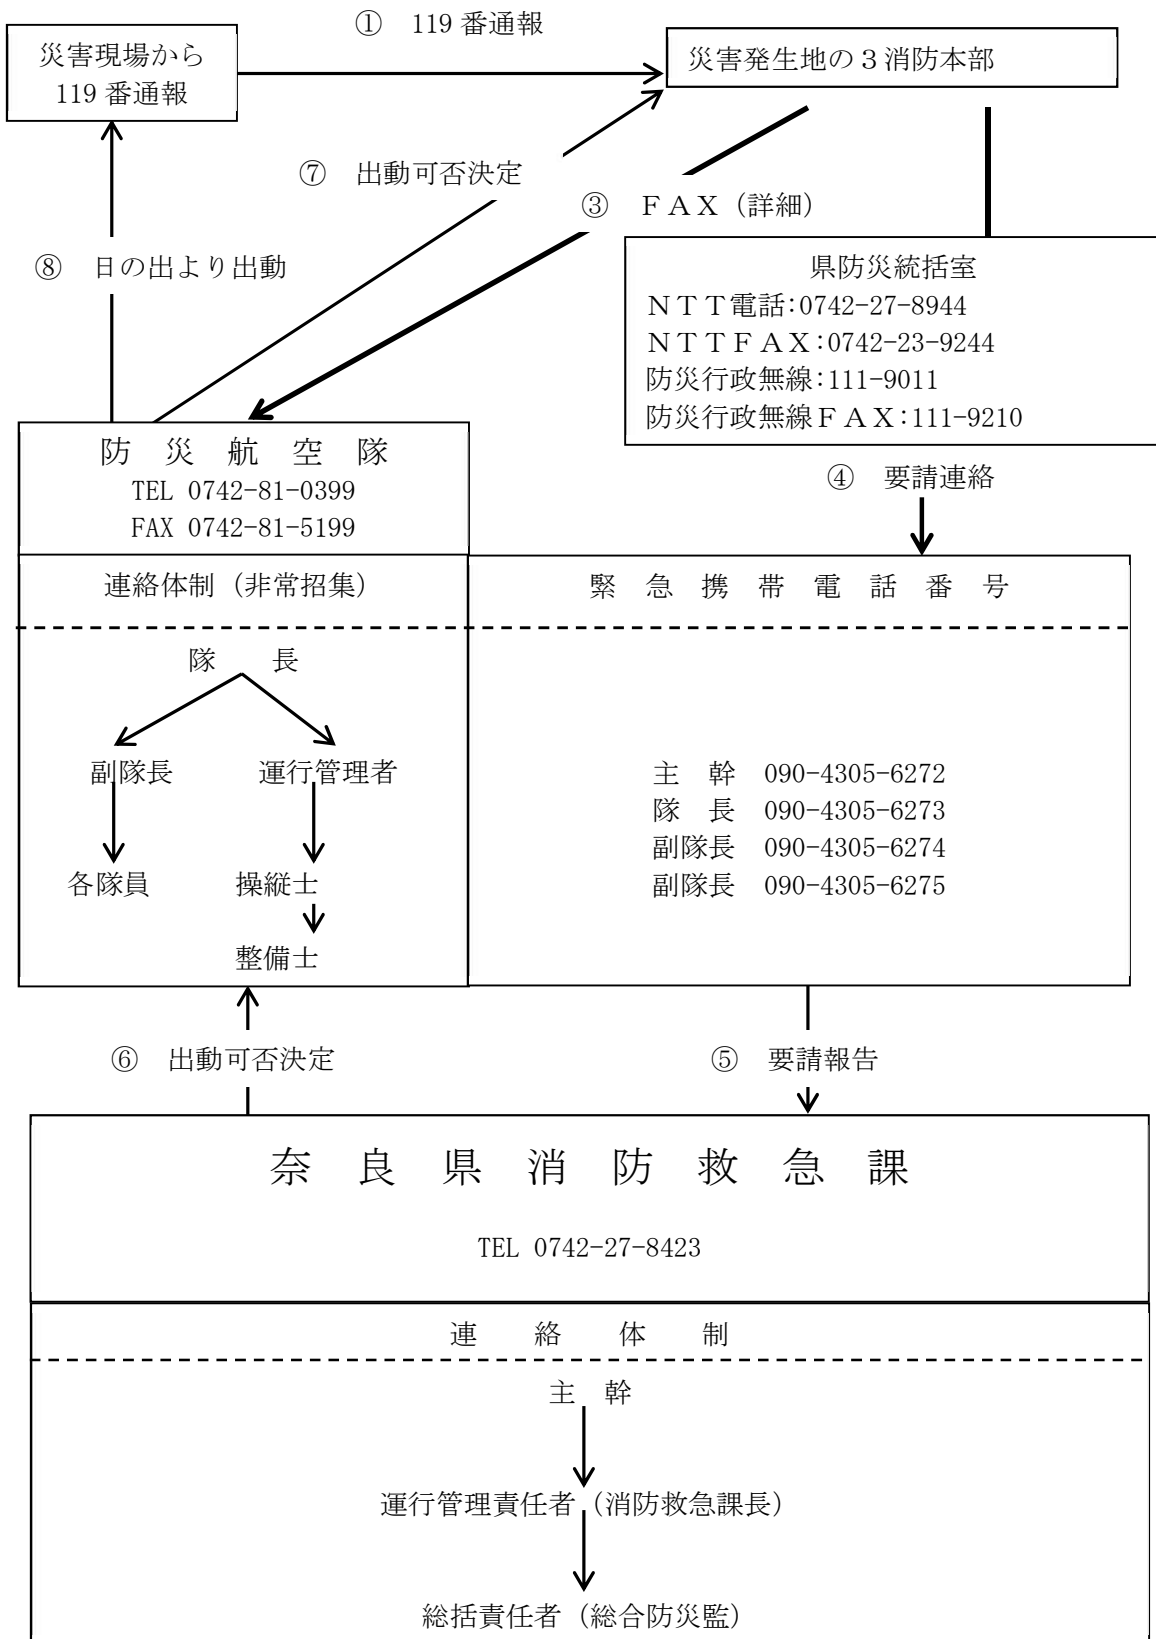 ① 119番通報
災害現場から
119番通報
災害発生地の3消防本部
⑦ 出動可否決定
③ FAX（詳細）
⑧ 日の出より出動
県防災統括室
NTT電話：0742-27-8944
NTTFAX：0742-23-9244
防災行政無線：111-9011
防災行政無線FAX：111-9210
防災航空隊
TEL 0742-81-0399
FAX 0742-81-5199
④ 要請連絡
連絡体制（非常招集）
緊急携帯電話番号
隊長
副隊長 運行管理者
各隊員 操縦士
整備士
主幹 090-4305-6272
隊長 090-4305-6273
副隊長 090-4305-6274
副隊長 090-4305-6275
⑥ 出動可否決定
⑤ 要請報告
奈良県消防救急課
TEL 0742-27-8423
連絡体制
主幹
運行管理責任者（消防救急課長）
総括責任者（総合防災監）